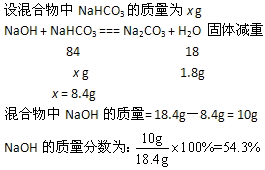 设混合物中NaHCO₃的质量为 x g
NaOH + NaHCO₃ === Na₂CO₃ + H₂O 固体减重
84 18
x g 1.8g
x = 8.4g
混合物中 NaOH 的质量= 18.4g—8.4g = 10g
NaOH 的质量分数为: 10g/18.4g ×100%=54.3%